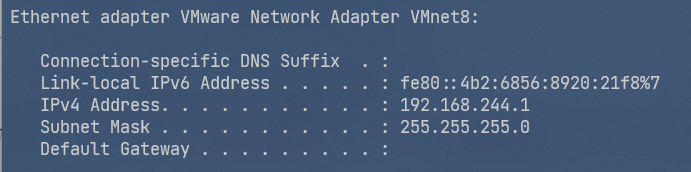 Ethernet adapter VMware Network Adapter VMnet8:
Connection-specific DNS Suffix  . :
Link-local IPv6 Address . . . . . : fe80::4b2:6856:8920:21f8%7
IPv4 Address. . . . . . . . . . . : 192.168.244.1
Subnet Mask . . . . . . . . . . . : 255.255.255.0
Default Gateway . . . . . . . . . :